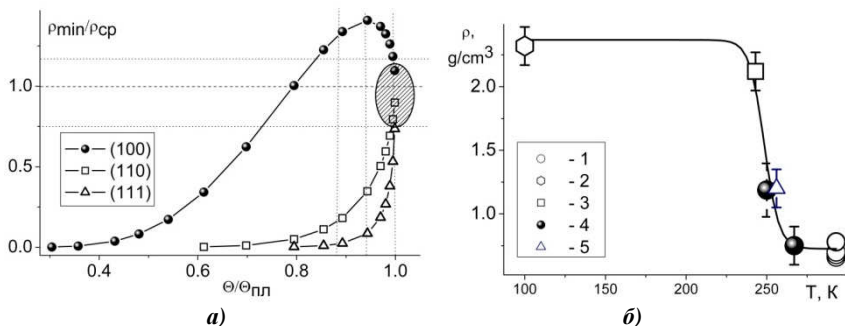 a)
ρmin/ρср
1.0
0.5
0.0
(100)
(110)
(111)
0.4
0.6
0.8
1.0
Θ/Θпл
а)
б)
ρ,
g/cm³
2.0
1.5
1.0
- 1
- 2
- 3
- 4
- 5
100
150
200
250
T, К
б)